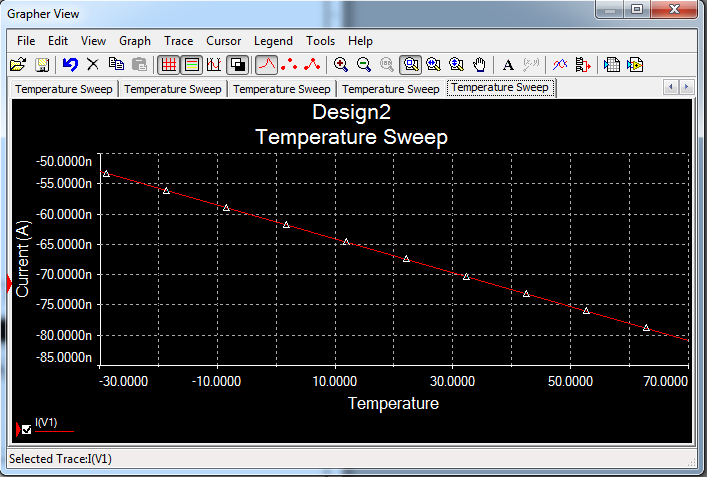 Grapher View
File Edit View Graph Trace Cursor Legend Tools Help
A (x,y)
Temperature Sweep Temperature Sweep Temperature Sweep Temperature Sweep Temperature Sweep
Design2
Temperature Sweep
Current (A)
-50.0000n
-55.0000n
-60.0000n
-65.0000n
-70.0000n
-75.0000n
-80.0000n
-85.0000n
-30.0000 -10.0000 10.0000 30.0000 50.0000 70.0000
Temperature
I(V1)
Selected Trace:I(V1)